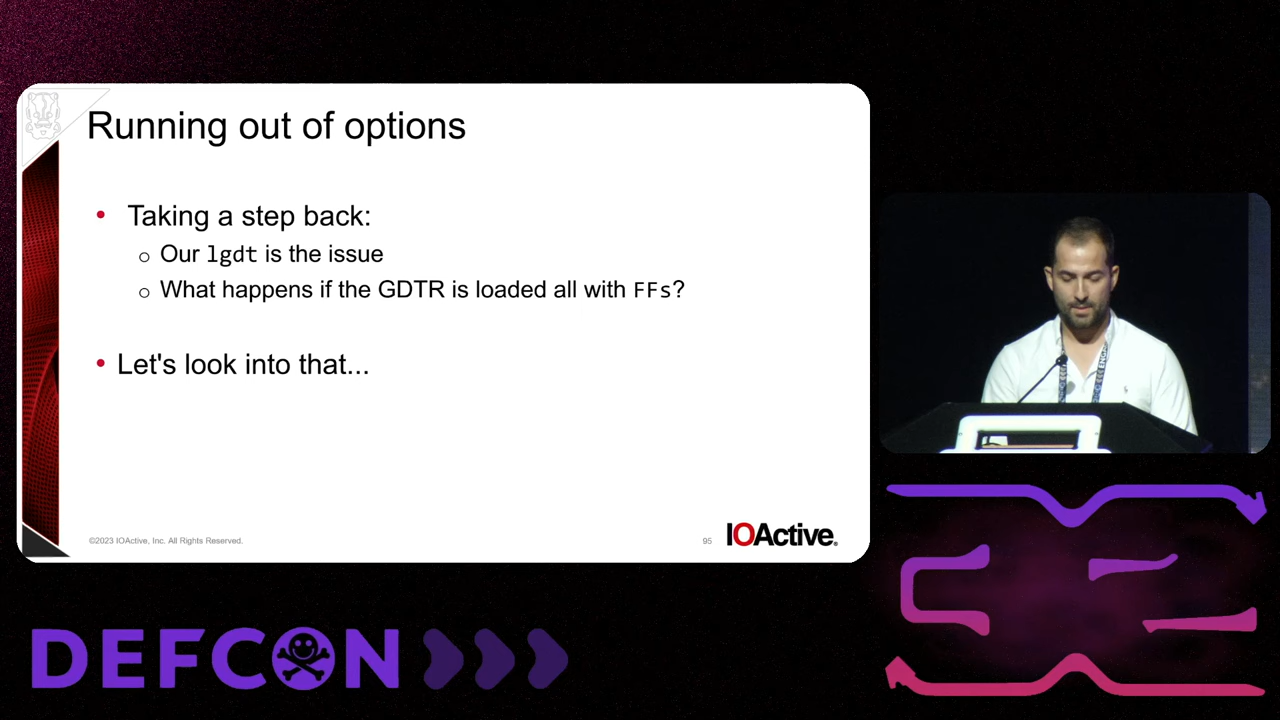 Running out of options
• Taking a step back:
o Our lgdt is the issue
o What happens if the GDTR is loaded all with FFs?
• Let's look into that...
©2023 IOActive, Inc. All Rights Reserved.
95
IOActive.
DEFCON